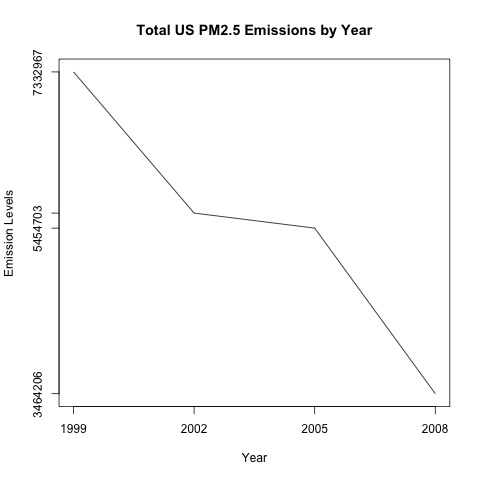 Total US PM2.5 Emissions by Year
7332967
5454703
3464206
Emission Levels
1999 2002 2005 2008
Year